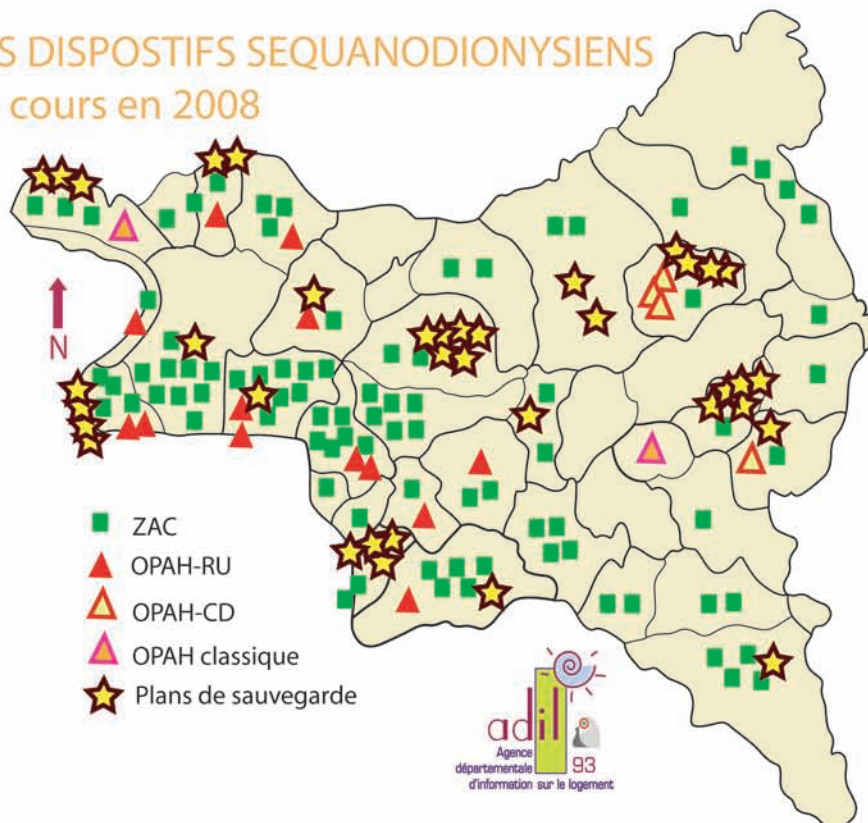 S DISPOSTIFS SEQUANODIONYSIENS
cours en 2008
N
ZAC
OPAH-RU
OPAH-CD
OPAH classique
Plans de sauvegarde
adil
Agence
départementale 93
d'information sur le logement